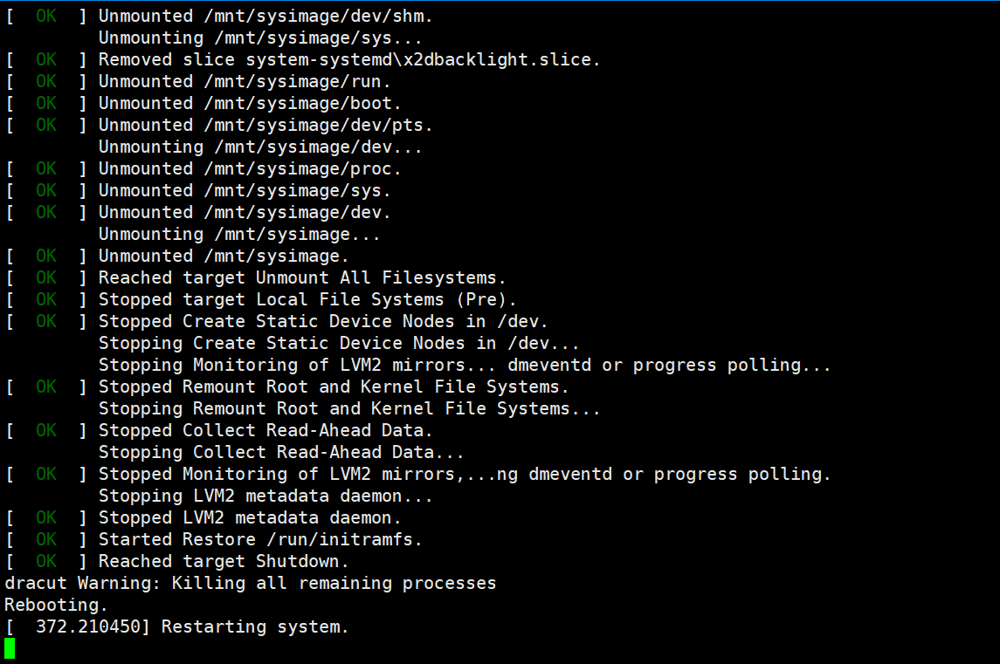 [  OK  ] Unmounted /mnt/sysimage/dev/shm.
         Unmounting /mnt/sysimage/sys...
[  OK  ] Removed slice system-systemd\x2dbacklight.slice.
[  OK  ] Unmounted /mnt/sysimage/run.
[  OK  ] Unmounted /mnt/sysimage/boot.
[  OK  ] Unmounted /mnt/sysimage/dev/pts.
         Unmounting /mnt/sysimage/dev...
[  OK  ] Unmounted /mnt/sysimage/proc.
[  OK  ] Unmounted /mnt/sysimage/sys.
[  OK  ] Unmounted /mnt/sysimage/dev.
         Unmounting /mnt/sysimage...
[  OK  ] Unmounted /mnt/sysimage.
[  OK  ] Reached target Unmount All Filesystems.
[  OK  ] Stopped target Local File Systems (Pre).
[  OK  ] Stopped Create Static Device Nodes in /dev.
         Stopping Create Static Device Nodes in /dev...
         Stopping Monitoring of LVM2 mirrors... dmeventd or progress polling...
[  OK  ] Stopped Remount Root and Kernel File Systems.
         Stopping Remount Root and Kernel File Systems...
[  OK  ] Stopped Collect Read-Ahead Data.
         Stopping Collect Read-Ahead Data...
[  OK  ] Stopped Monitoring of LVM2 mirrors,...ng dmeventd or progress polling.
         Stopping LVM2 metadata daemon...
[  OK  ] Stopped LVM2 metadata daemon.
[  OK  ] Started Restore /run/initramfs.
[  OK  ] Reached target Shutdown.
dracut Warning: Killing all remaining processes
Rebooting.
[  372.210450] Restarting system.